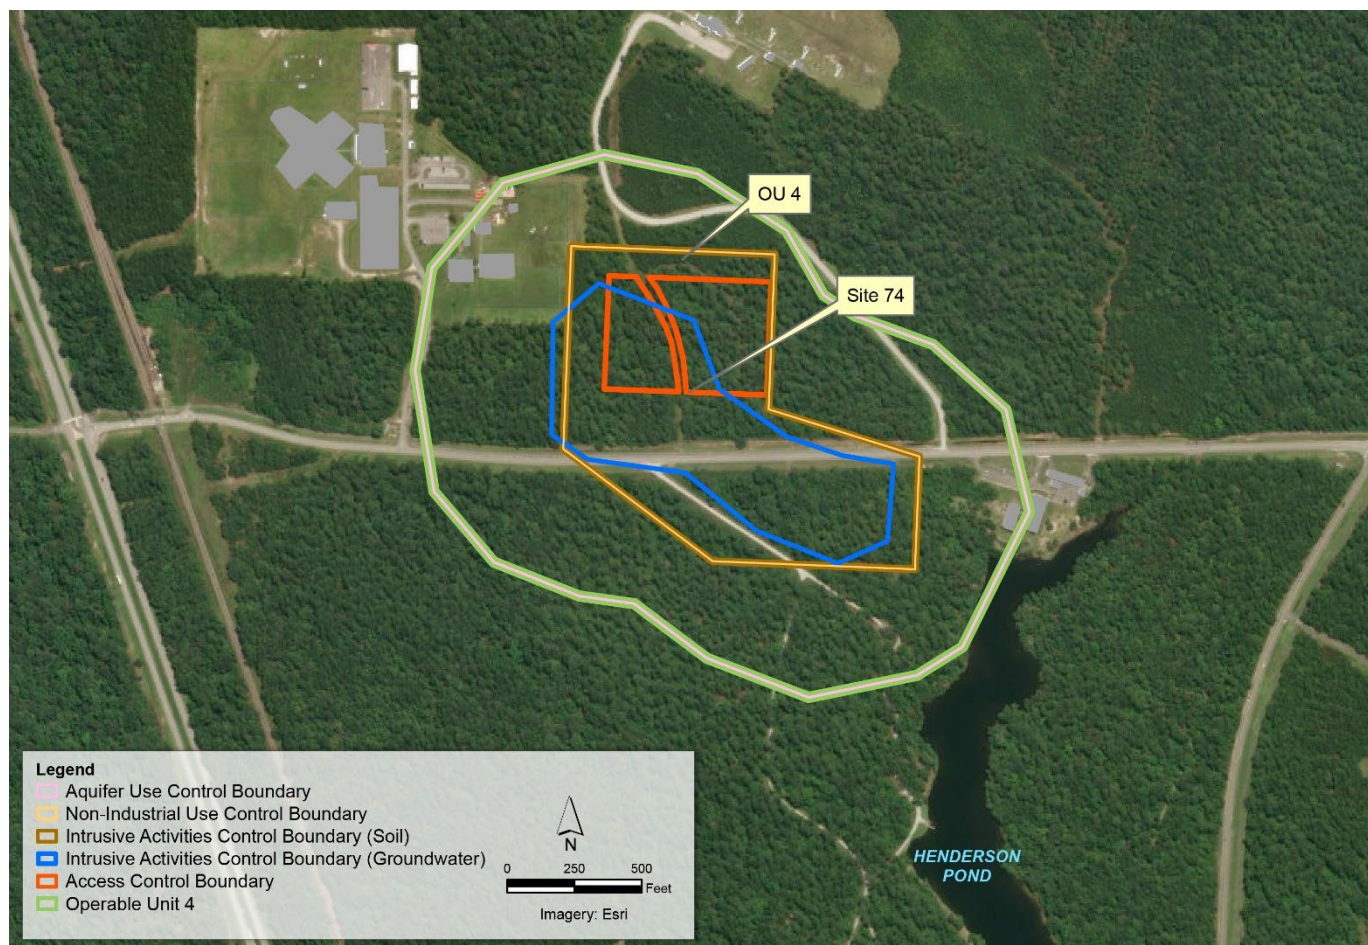 OU 4
Site 74
Legend
Aquifer Use Control Boundary
Non-Industrial Use Control Boundary
Intrusive Activities Control Boundary (Soil)
Intrusive Activities Control Boundary (Groundwater)
Access Control Boundary
Operable Unit 4
N
0 250 500
Feet
Imagery: Esri
HENDERSON
POND